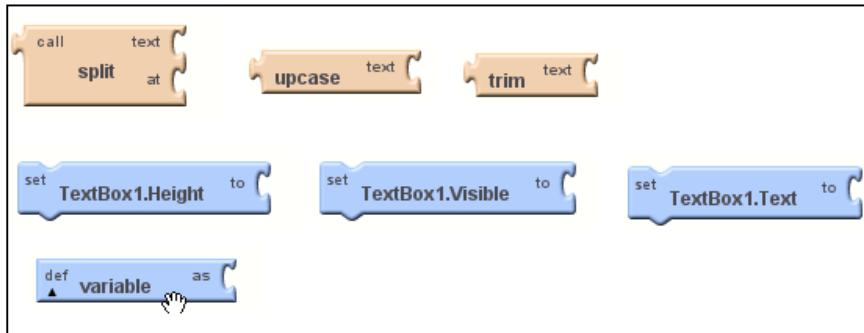 call text
split at
upcase text
trim text
set TextBox1.Height to
set TextBox1.Visible to
set TextBox1.Text to
def variable as